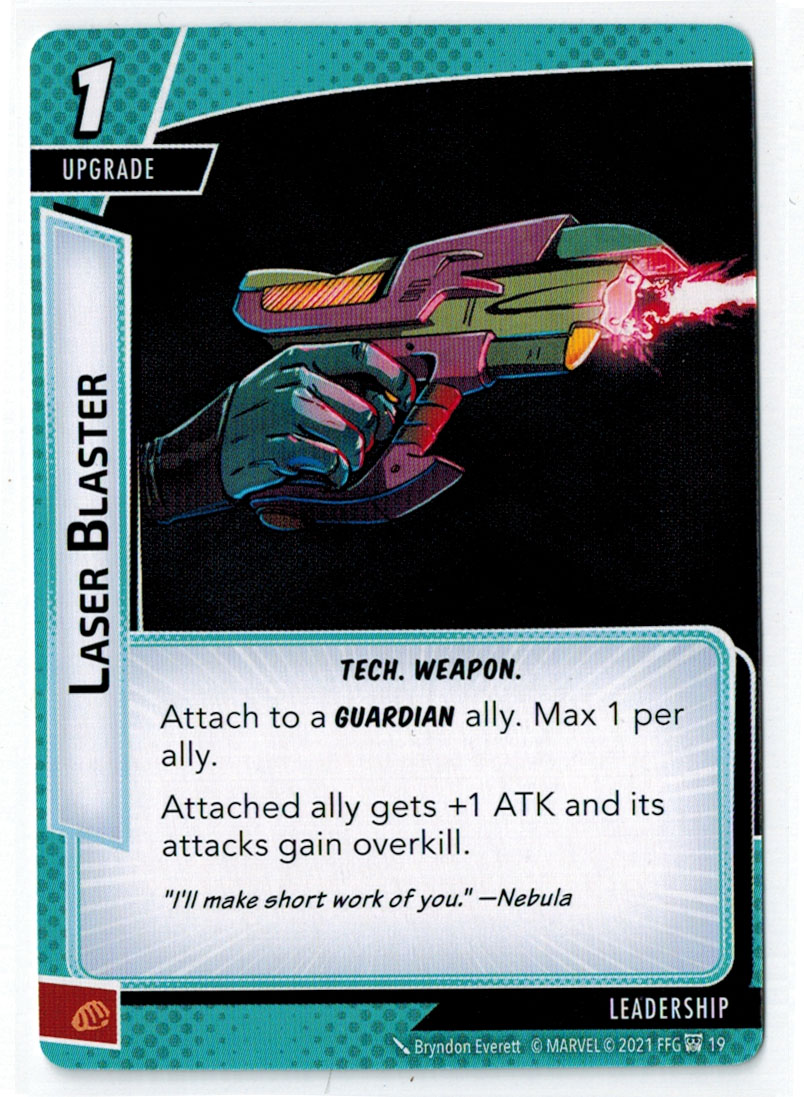 1
UPGRADE
LASER BLASTER
TECH. WEAPON.
Attach to a GUARDIAN ally. Max 1 per
ally.
Attached ally gets +1 ATK and its
attacks gain overkill.
"I'll make short work of you." —Nebula
LEADERSHIP
Bryndon Everett © MARVEL © 2021 FFG 19